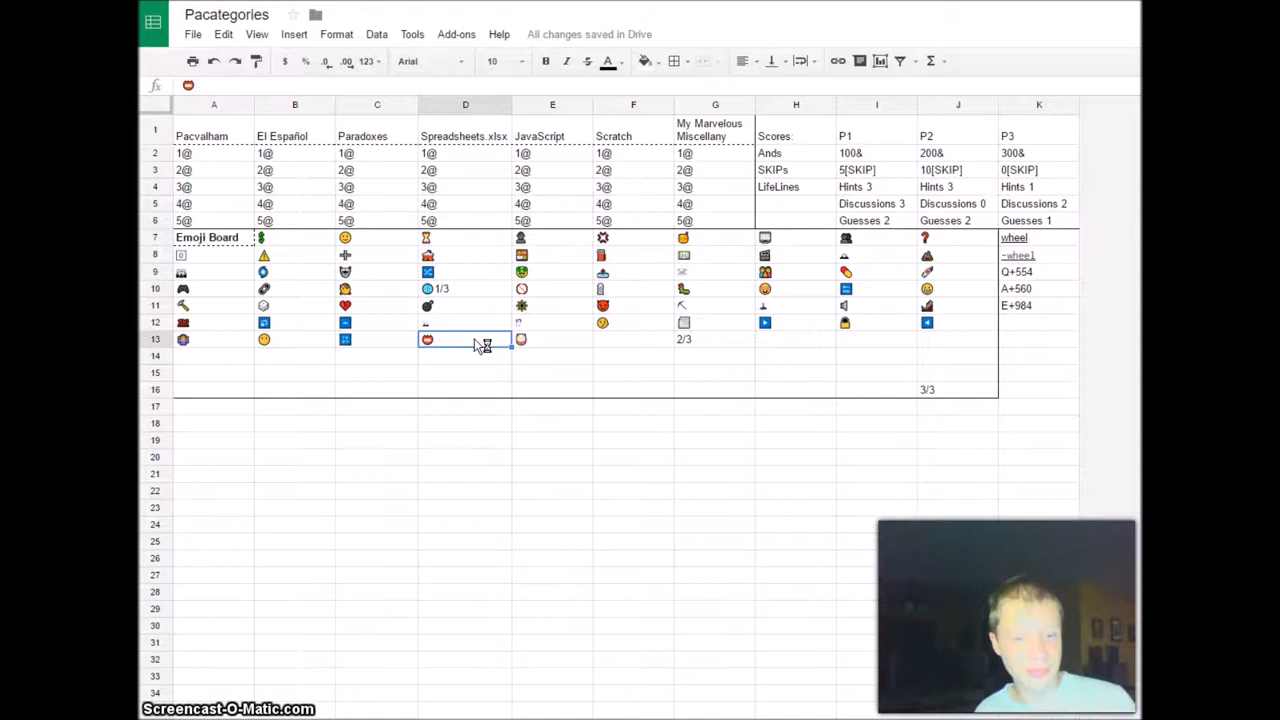 Pacategories
File Edit View Insert Format Data Tools Add-ons Help All changes saved in Drive
$ % .0 .00 123 Arial 10 B I S A Σ
fx
A B C D E F G H I J K
1 Pacvalham El Español Paradoxes Spreadsheets.xlsx JavaScript Scratch My Marvelous Miscellany Scores: P1 P2 P3
2 1@ 1@ 1@ 1@ 1@ 1@ 1@ Ands 100& 200& 300&
3 2@ 2@ 2@ 2@ 2@ 2@ 2@ SKIPs 5[SKIP] 10[SKIP] 0[SKIP]
4 3@ 3@ 3@ 3@ 3@ 3@ 3@ LifeLines Hints 3 Hints 3 Hints 1
5 4@ 4@ 4@ 4@ 4@ 4@ 4@ Discussions 3 Discussions 0 Discussions 2
6 5@ 5@ 5@ 5@ 5@ 5@ 5@ Guesses 2 Guesses 2 Guesses 1
7 Emoji Board wheel
8 -wheel
9 Q+554
10 1/3 A+560
11 E+984
12
13 2/3
14
15
16 3/3
17
18
19
20
21
22
23
24
25
26
27
28
29
30
31
32
33
34
Screencast-O-Matic.com